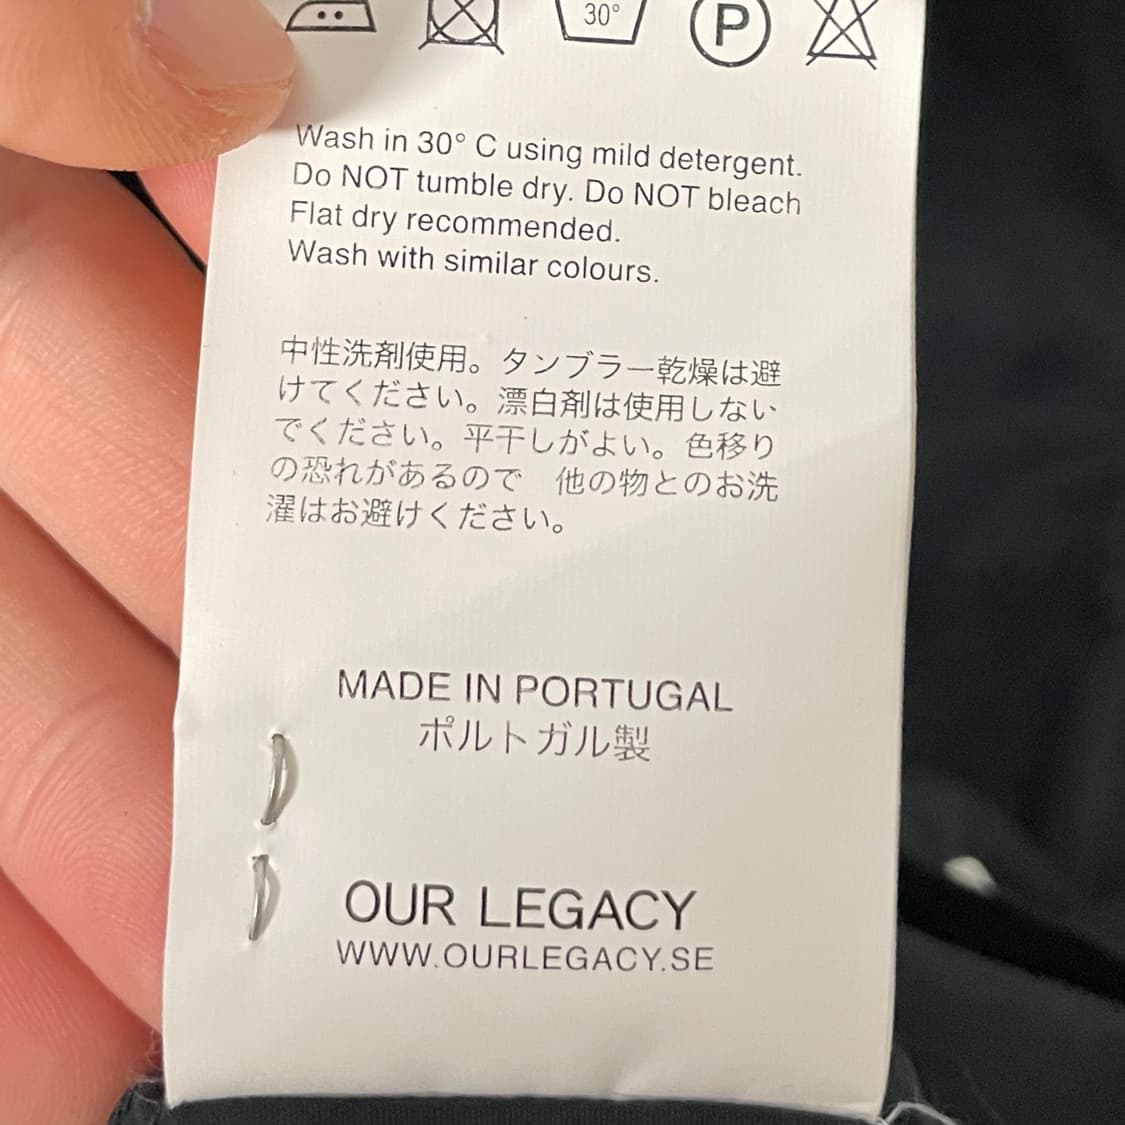 30°
P
Wash in 30° C using mild detergent.
Do NOT tumble dry. Do NOT bleach
Flat dry recommended.
Wash with similar colours.
中性洗剤使用。タンブラー乾燥は避
けてください。漂白剤は使用しない
でください。平干しがよい。色移り
の恐れがあるので　他の物とのお洗
濯はお避けください。
MADE IN PORTUGAL
ポルトガル製
OUR LEGACY
WWW.OURLEGACY.SE